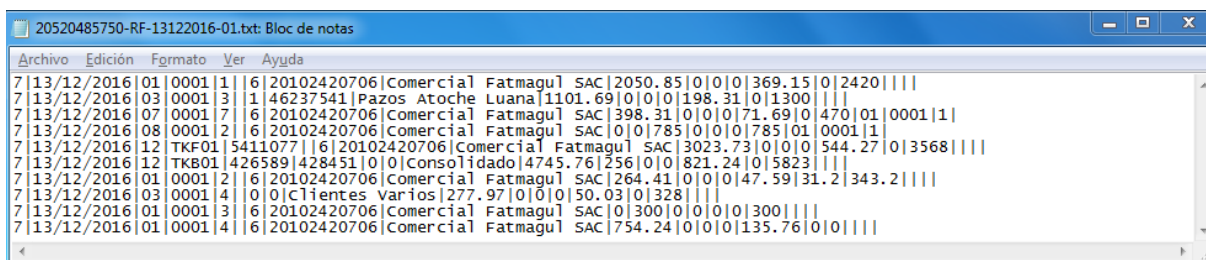 20520485750-RF-13122016-01.txt: Bloc de notas
Archivo Edición Formato Ver Ayuda
7|13/12/2016|01|0001|1||6|20102420706|Comercial Fatmagul SAC|2050.85|0|0|0|369.15|0|2420||||
7|13/12/2016|03|0001|3||1|46237541|Pazos Atoche Luana|1101.69|0|0|0|198.31|0|1300||||
7|13/12/2016|07|0001|7||6|20102420706|Comercial Fatmagul SAC|398.31|0|0|0|71.69|0|470|01|0001|1|
7|13/12/2016|08|0001|2||6|20102420706|Comercial Fatmagul SAC|0|0|785|0|0|0|785|01|0001|1|
7|13/12/2016|12|TKF01|5411077||6|20102420706|Comercial Fatmagul SAC|3023.73|0|0|0|544.27|0|3568||||
7|13/12/2016|12|TKB01|426589|428451|0|0|Consolidado|4745.76|256|0|0|821.24|0|5823||||
7|13/12/2016|01|0001|2||6|20102420706|Comercial Fatmagul SAC|264.41|0|0|0|47.59|31.2|343.2||||
7|13/12/2016|03|0001|4||0|0|Clientes Varios|277.97|0|0|0|50.03|0|328||||
7|13/12/2016|01|0001|3||6|20102420706|Comercial Fatmagul SAC|0|300|0|0|0|0|300||||
7|13/12/2016|01|0001|4||6|20102420706|Comercial Fatmagul SAC|754.24|0|0|0|135.76|0|0||||